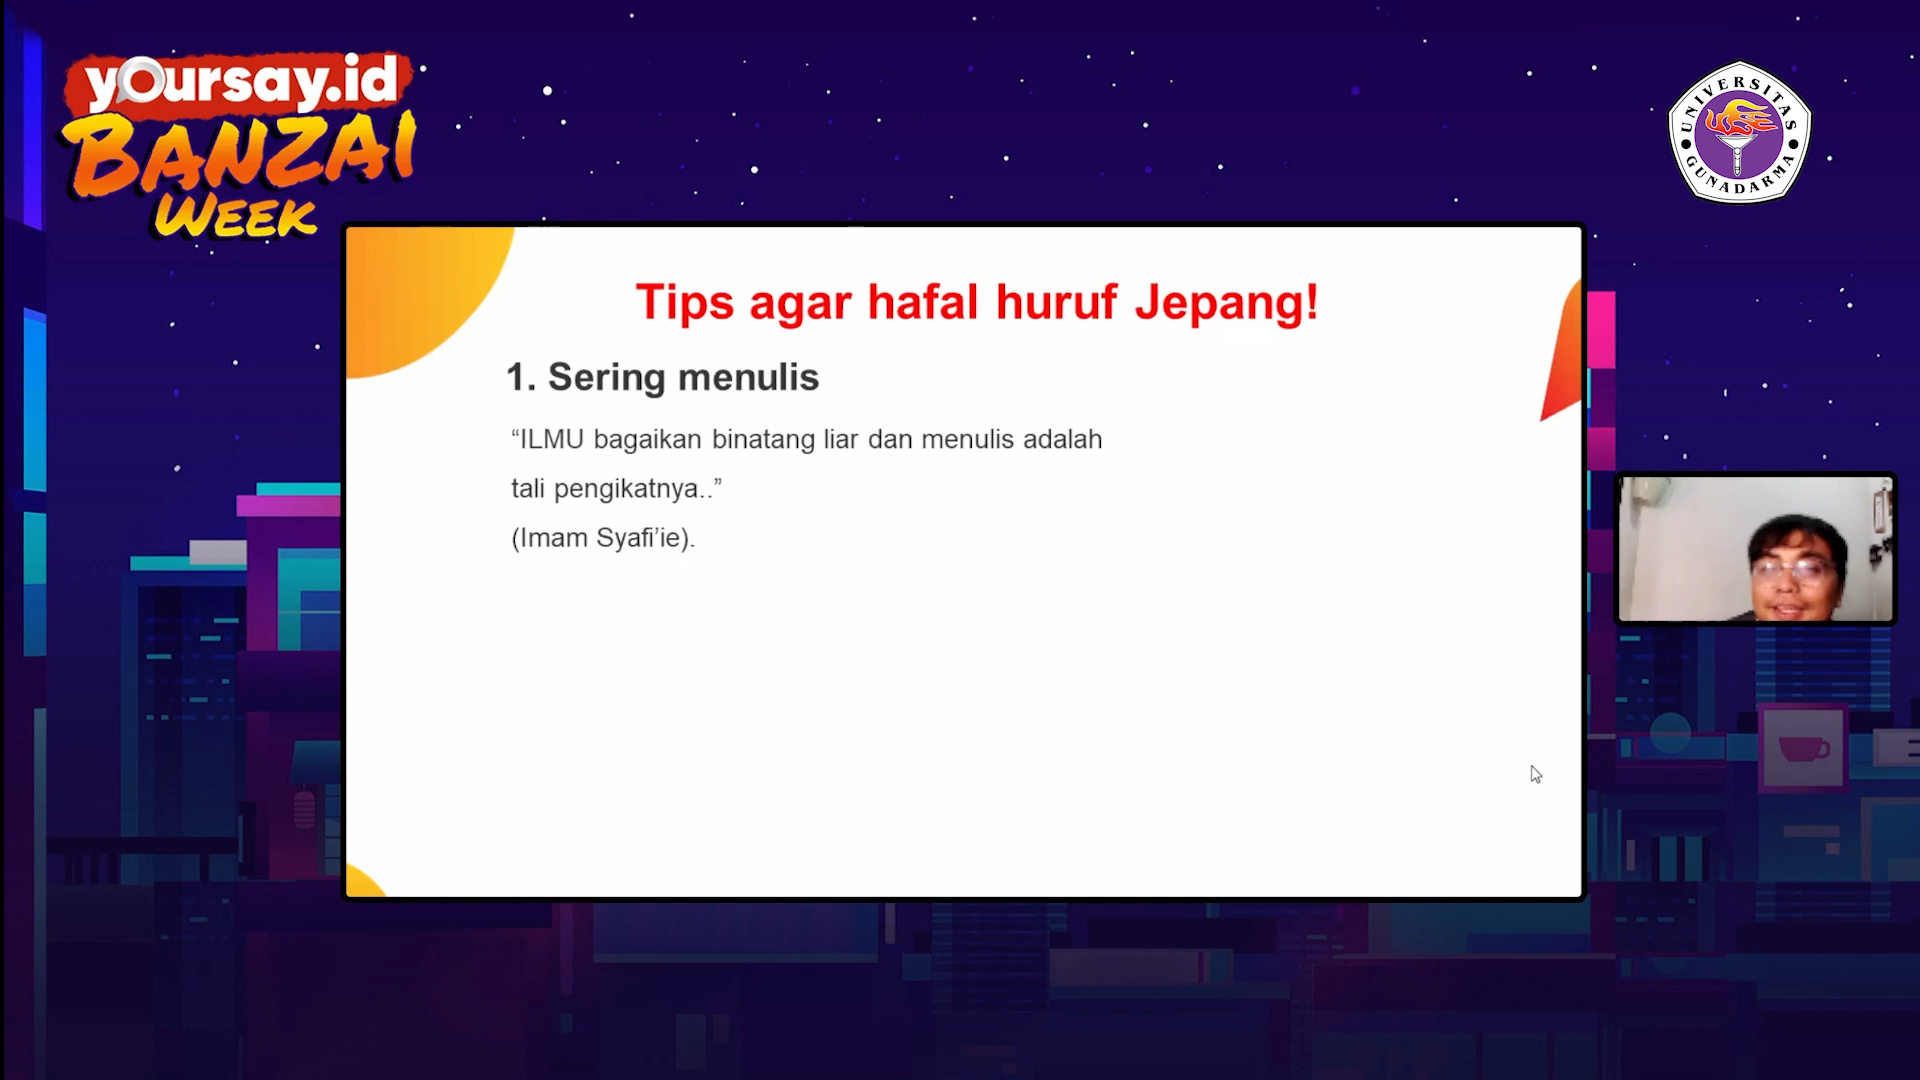 yoursay.id
BANZAI
WEEK
UNIVERSITAS
GUNADARMA
Tips agar hafal huruf Jepang!
1. Sering menulis
“ILMU bagaikan binatang liar dan menulis adalah
tali pengikatnya..”
(Imam Syafi’ie).